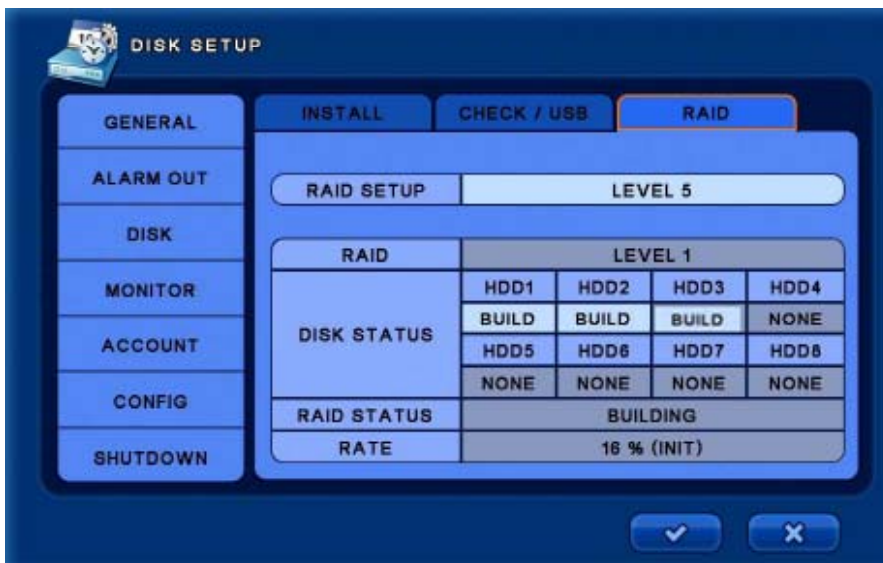 DISK SETUP
INSTALL CHECK / USB RAID
GENERAL
ALARM OUT
DISK
MONITOR
ACCOUNT
CONFIG
SHUTDOWN
RAID SETUP LEVEL 5
RAID LEVEL 1
DISK STATUS
HDD1 HDD2 HDD3 HDD4
BUILD BUILD BUILD NONE
HDD5 HDD6 HDD7 HDD8
NONE NONE NONE NONE
RAID STATUS BUILDING
RATE 16 % (INIT)